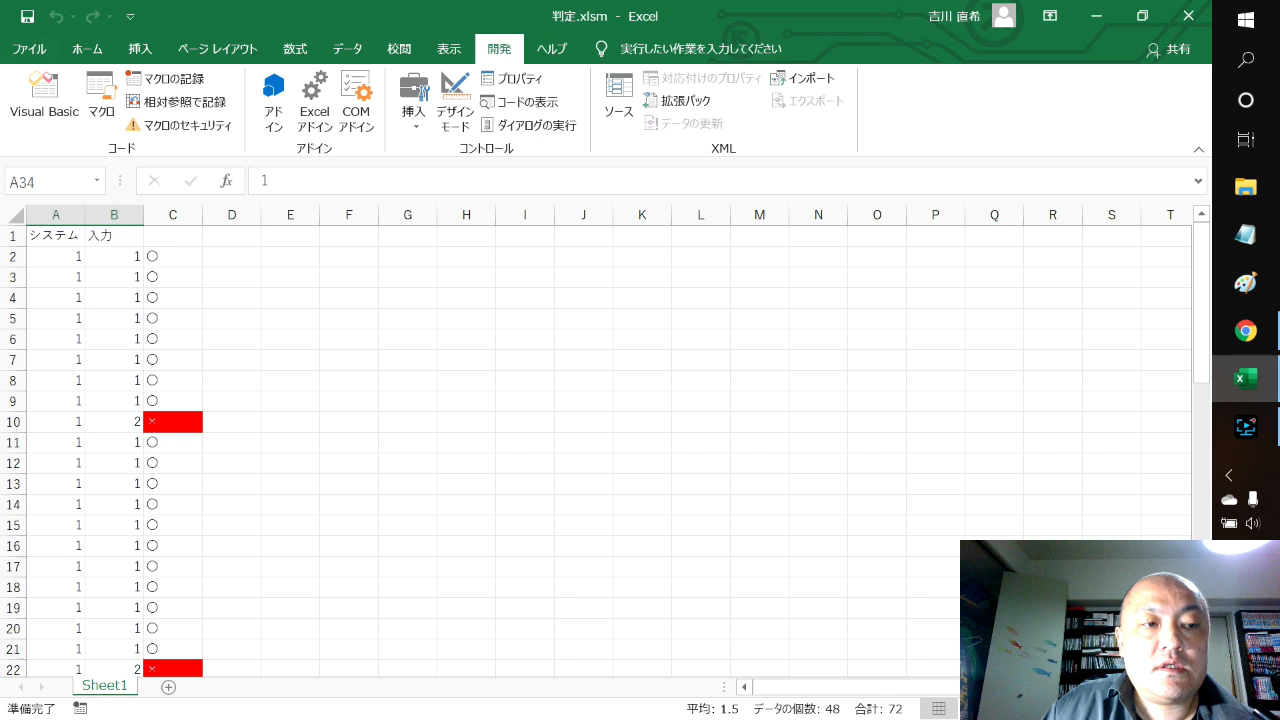 判定.xlsm - Excel
吉川 直希
ファイル ホーム 挿入 ページ レイアウト 数式 データ 校閲 表示 開発 ヘルプ 実行したい作業を入力してください 共有
Visual Basic マクロ マクロの記録 相対参照で記録 マクロのセキュリティ
コード
アドイン Excel アドイン COM アドイン
アドイン
挿入 デザイン モード プロパティ コードの表示 ダイアログの実行
コントロール
ソース 対応付けのプロパティ 拡張パック データの更新 インポート エクスポート
XML
A34 fx 1
A B C D E F G H I J K L M N O P Q R S T
1 システム 入力
2 1 1 〇
3 1 1 〇
4 1 1 〇
5 1 1 〇
6 1 1 〇
7 1 1 〇
8 1 1 〇
9 1 1 〇
10 1 2 ×
11 1 1 〇
12 1 1 〇
13 1 1 〇
14 1 1 〇
15 1 1 〇
16 1 1 〇
17 1 1 〇
18 1 1 〇
19 1 1 〇
20 1 1 〇
21 1 1 〇
22 1 2 ×
Sheet1
準備完了 平均: 1.5 データの個数: 48 合計: 72